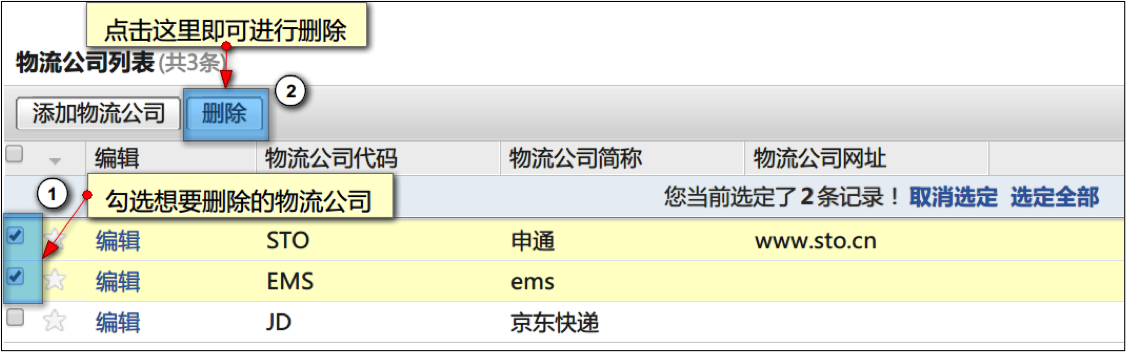 点击这里即可进行删除
物流公司列表(共3条)
2
添加物流公司 删除
编辑 物流公司代码 物流公司简称 物流公司网址
1
勾选想要删除的物流公司
您当前选定了2条记录！取消选定 选定全部
编辑 STO 申通 www.sto.cn
编辑 EMS ems
编辑 JD 京东快递